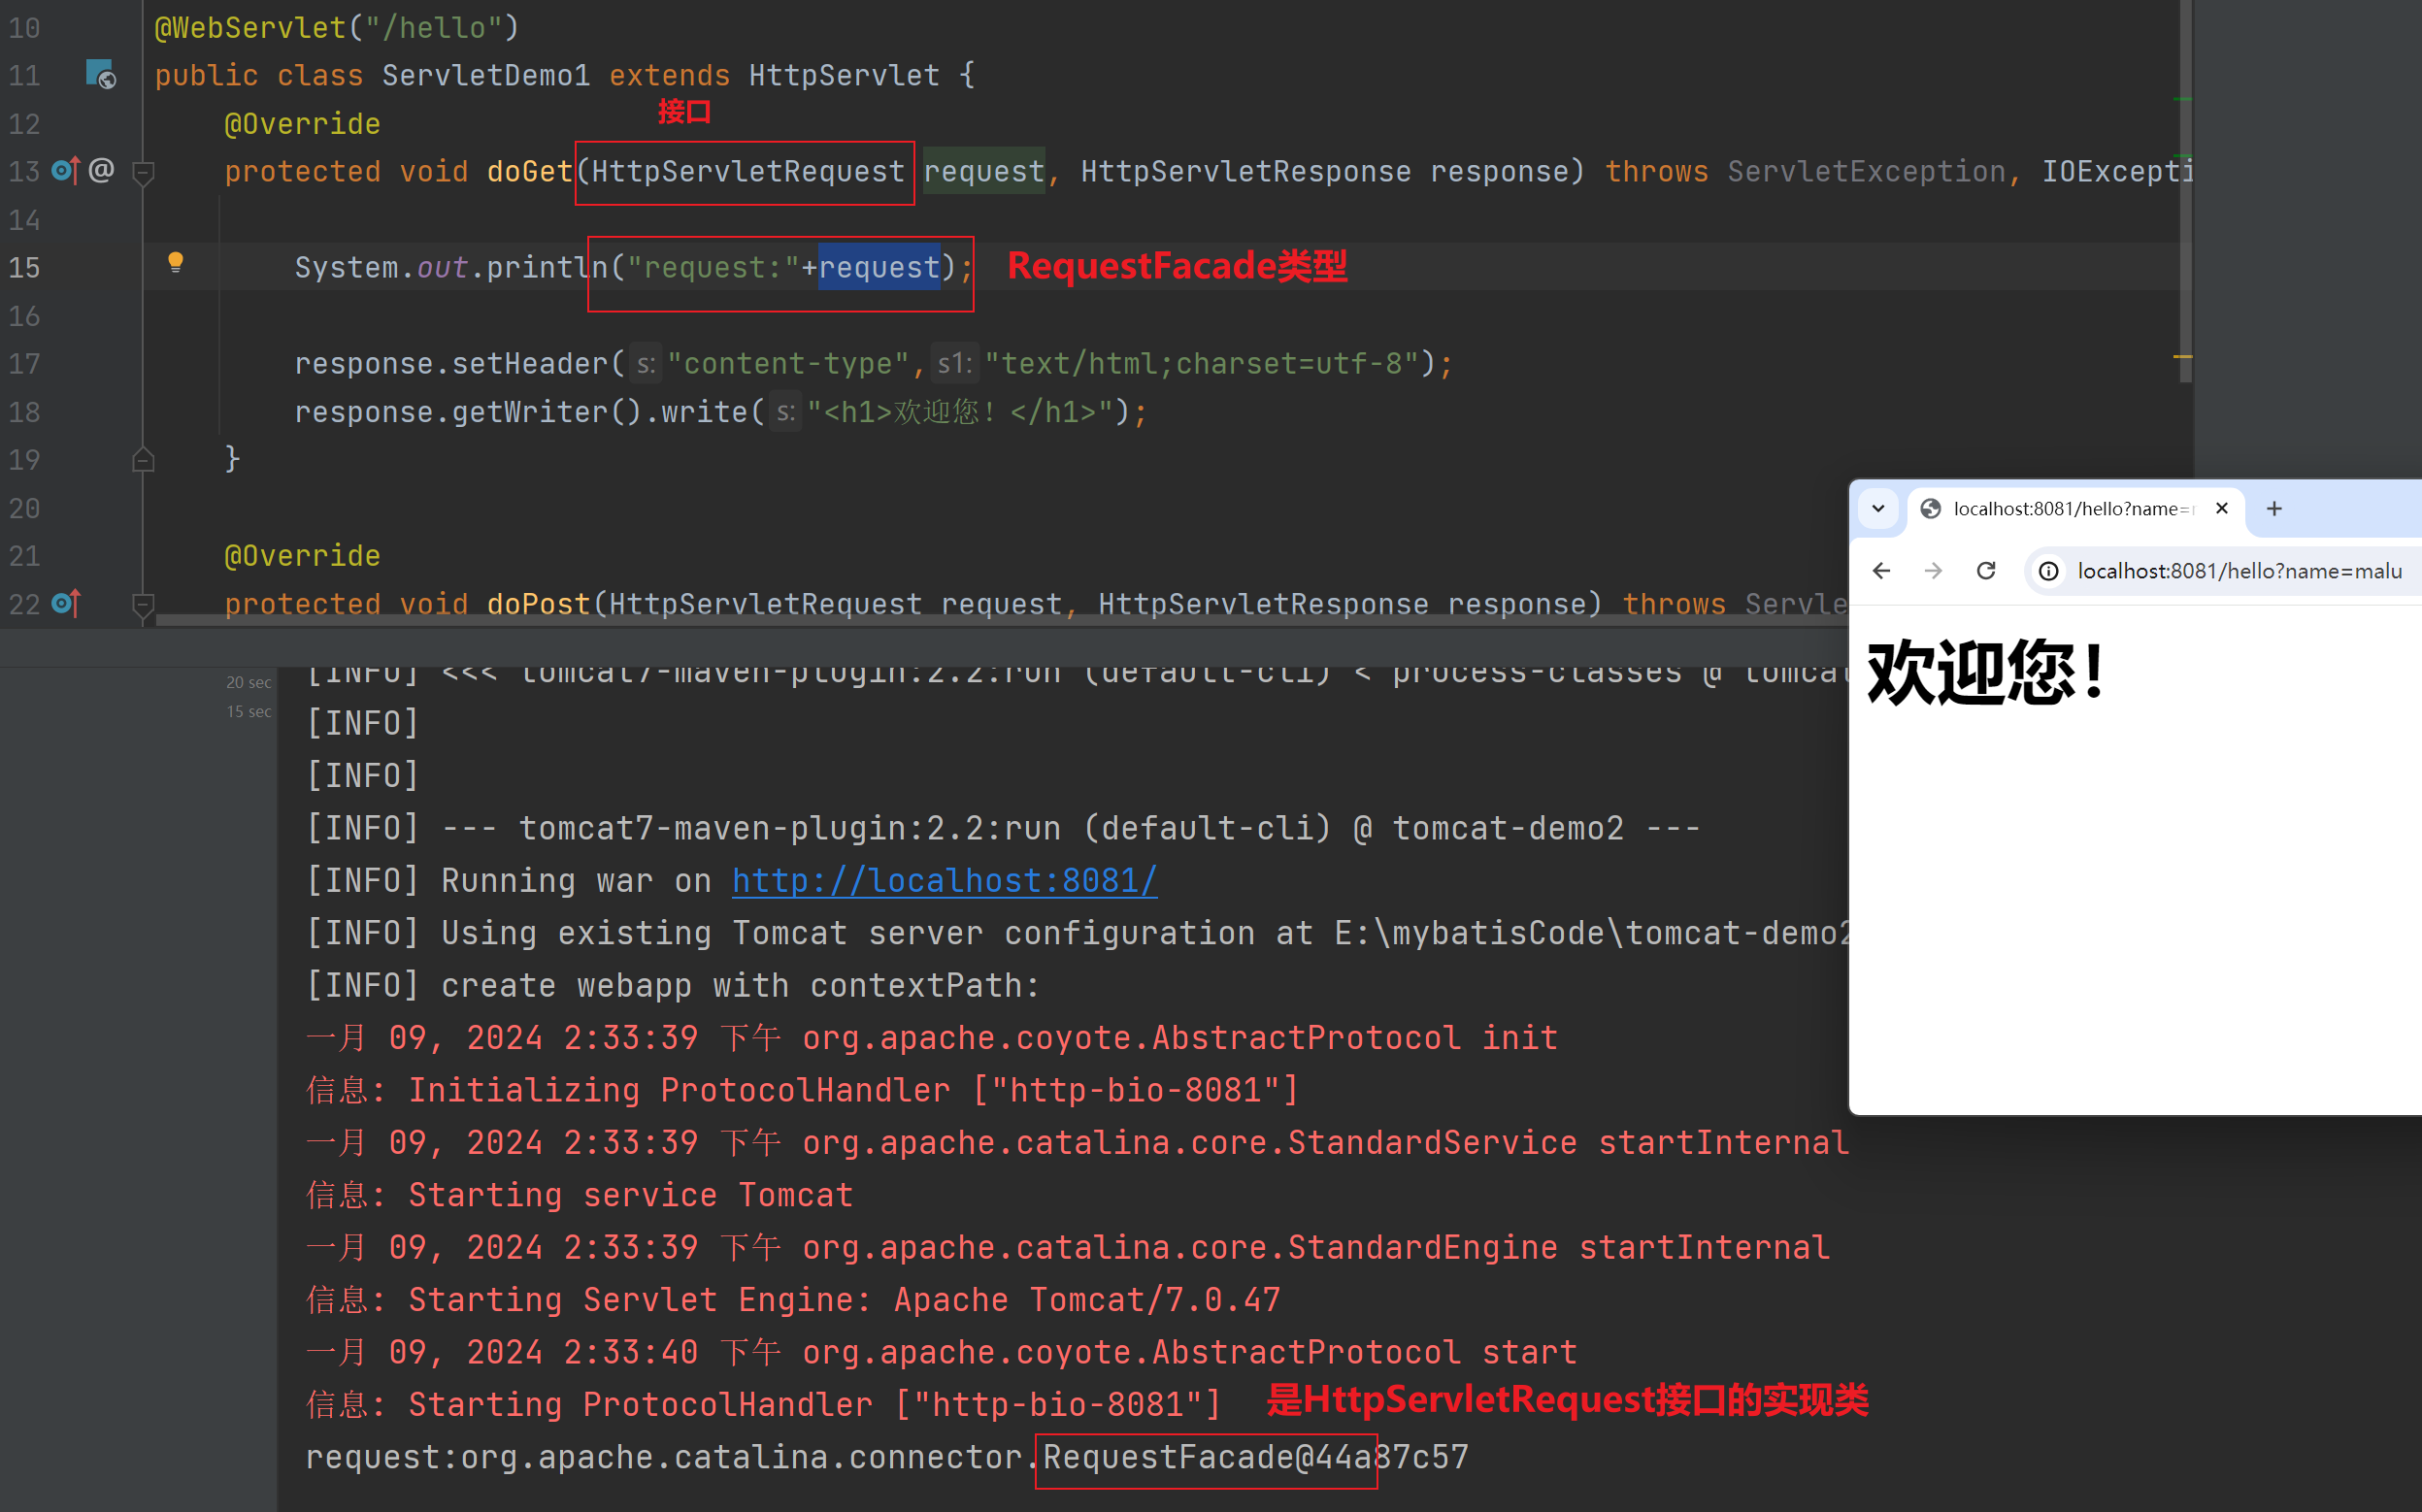 10 @WebServlet("/hello")
11 public class ServletDemo1 extends HttpServlet {
接口
12 @Override
13 @ protected void doGet(HttpServletRequest request, HttpServletResponse response) throws ServletException, IOExcepti
14
15 System.out.println("request:"+request); RequestFacade类型
16
17 response.setHeader( s: "content-type", s1: "text/html;charset=utf-8");
18 response.getWriter().write( s: "<h1>欢迎您！</h1>");
19 }
20
21 @Override
22 protected void doPost(HttpServletRequest request, HttpServletResponse response) throws Servle
localhost:8081/hello?name=
localhost:8081/hello?name=malu
欢迎您！
20 sec
15 sec
[INFO] <<< tomcat7-maven-plugin:2.2:run (default-cli) < process-classes @ tomcat
[INFO]
[INFO]
[INFO] --- tomcat7-maven-plugin:2.2:run (default-cli) @ tomcat-demo2 ---
[INFO] Running war on http://localhost:8081/
[INFO] Using existing Tomcat server configuration at E:\mybatisCode\tomcat-demo2
[INFO] create webapp with contextPath:
一月 09, 2024 2:33:39 下午 org.apache.coyote.AbstractProtocol init
信息: Initializing ProtocolHandler ["http-bio-8081"]
一月 09, 2024 2:33:39 下午 org.apache.catalina.core.StandardService startInternal
信息: Starting service Tomcat
一月 09, 2024 2:33:39 下午 org.apache.catalina.core.StandardEngine startInternal
信息: Starting Servlet Engine: Apache Tomcat/7.0.47
一月 09, 2024 2:33:40 下午 org.apache.coyote.AbstractProtocol start
信息: Starting ProtocolHandler ["http-bio-8081"] 是HttpServletRequest接口的实现类
request:org.apache.catalina.connector.RequestFacade@44a87c57